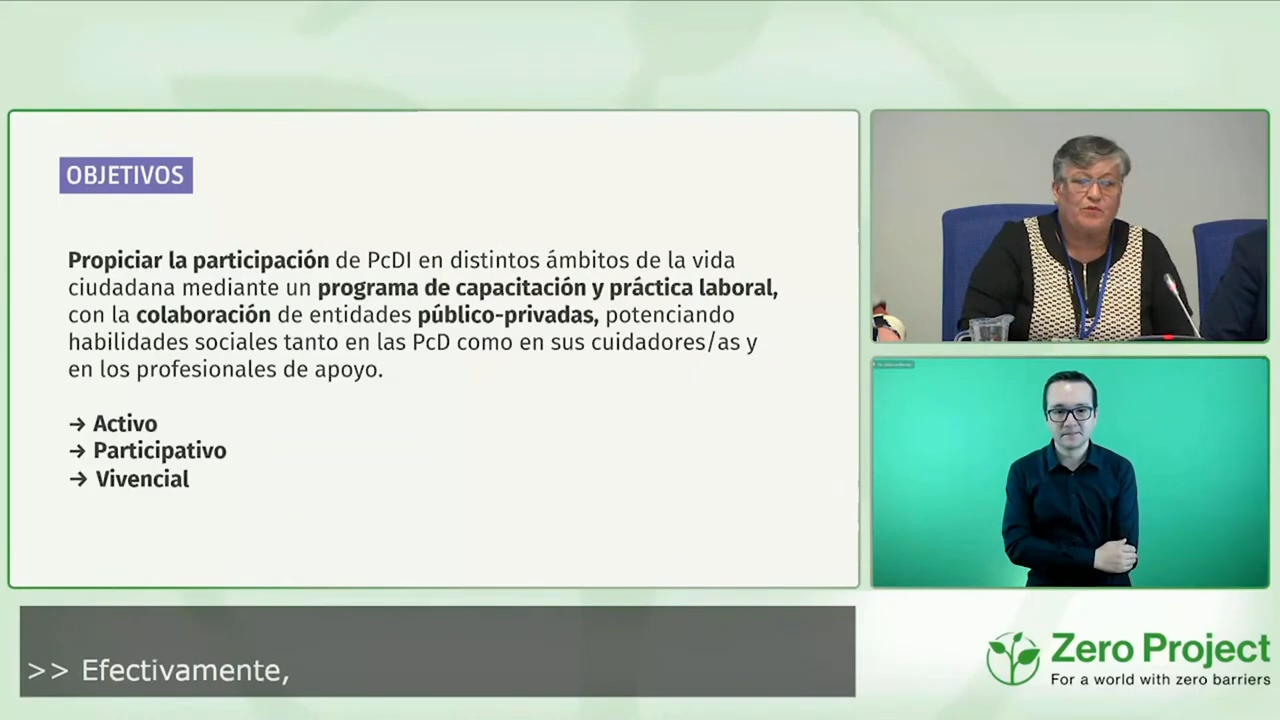 OBJETIVOS
Propiciar la participación de PcDI en distintos ámbitos de la vida
ciudadana mediante un programa de capacitación y práctica laboral,
con la colaboración de entidades público-privadas, potenciando
habilidades sociales tanto en las PcD como en sus cuidadores/as y
en los profesionales de apoyo.
→ Activo
→ Participativo
→ Vivencial
>> Efectivamente,
Zero Project
For a world with zero barriers